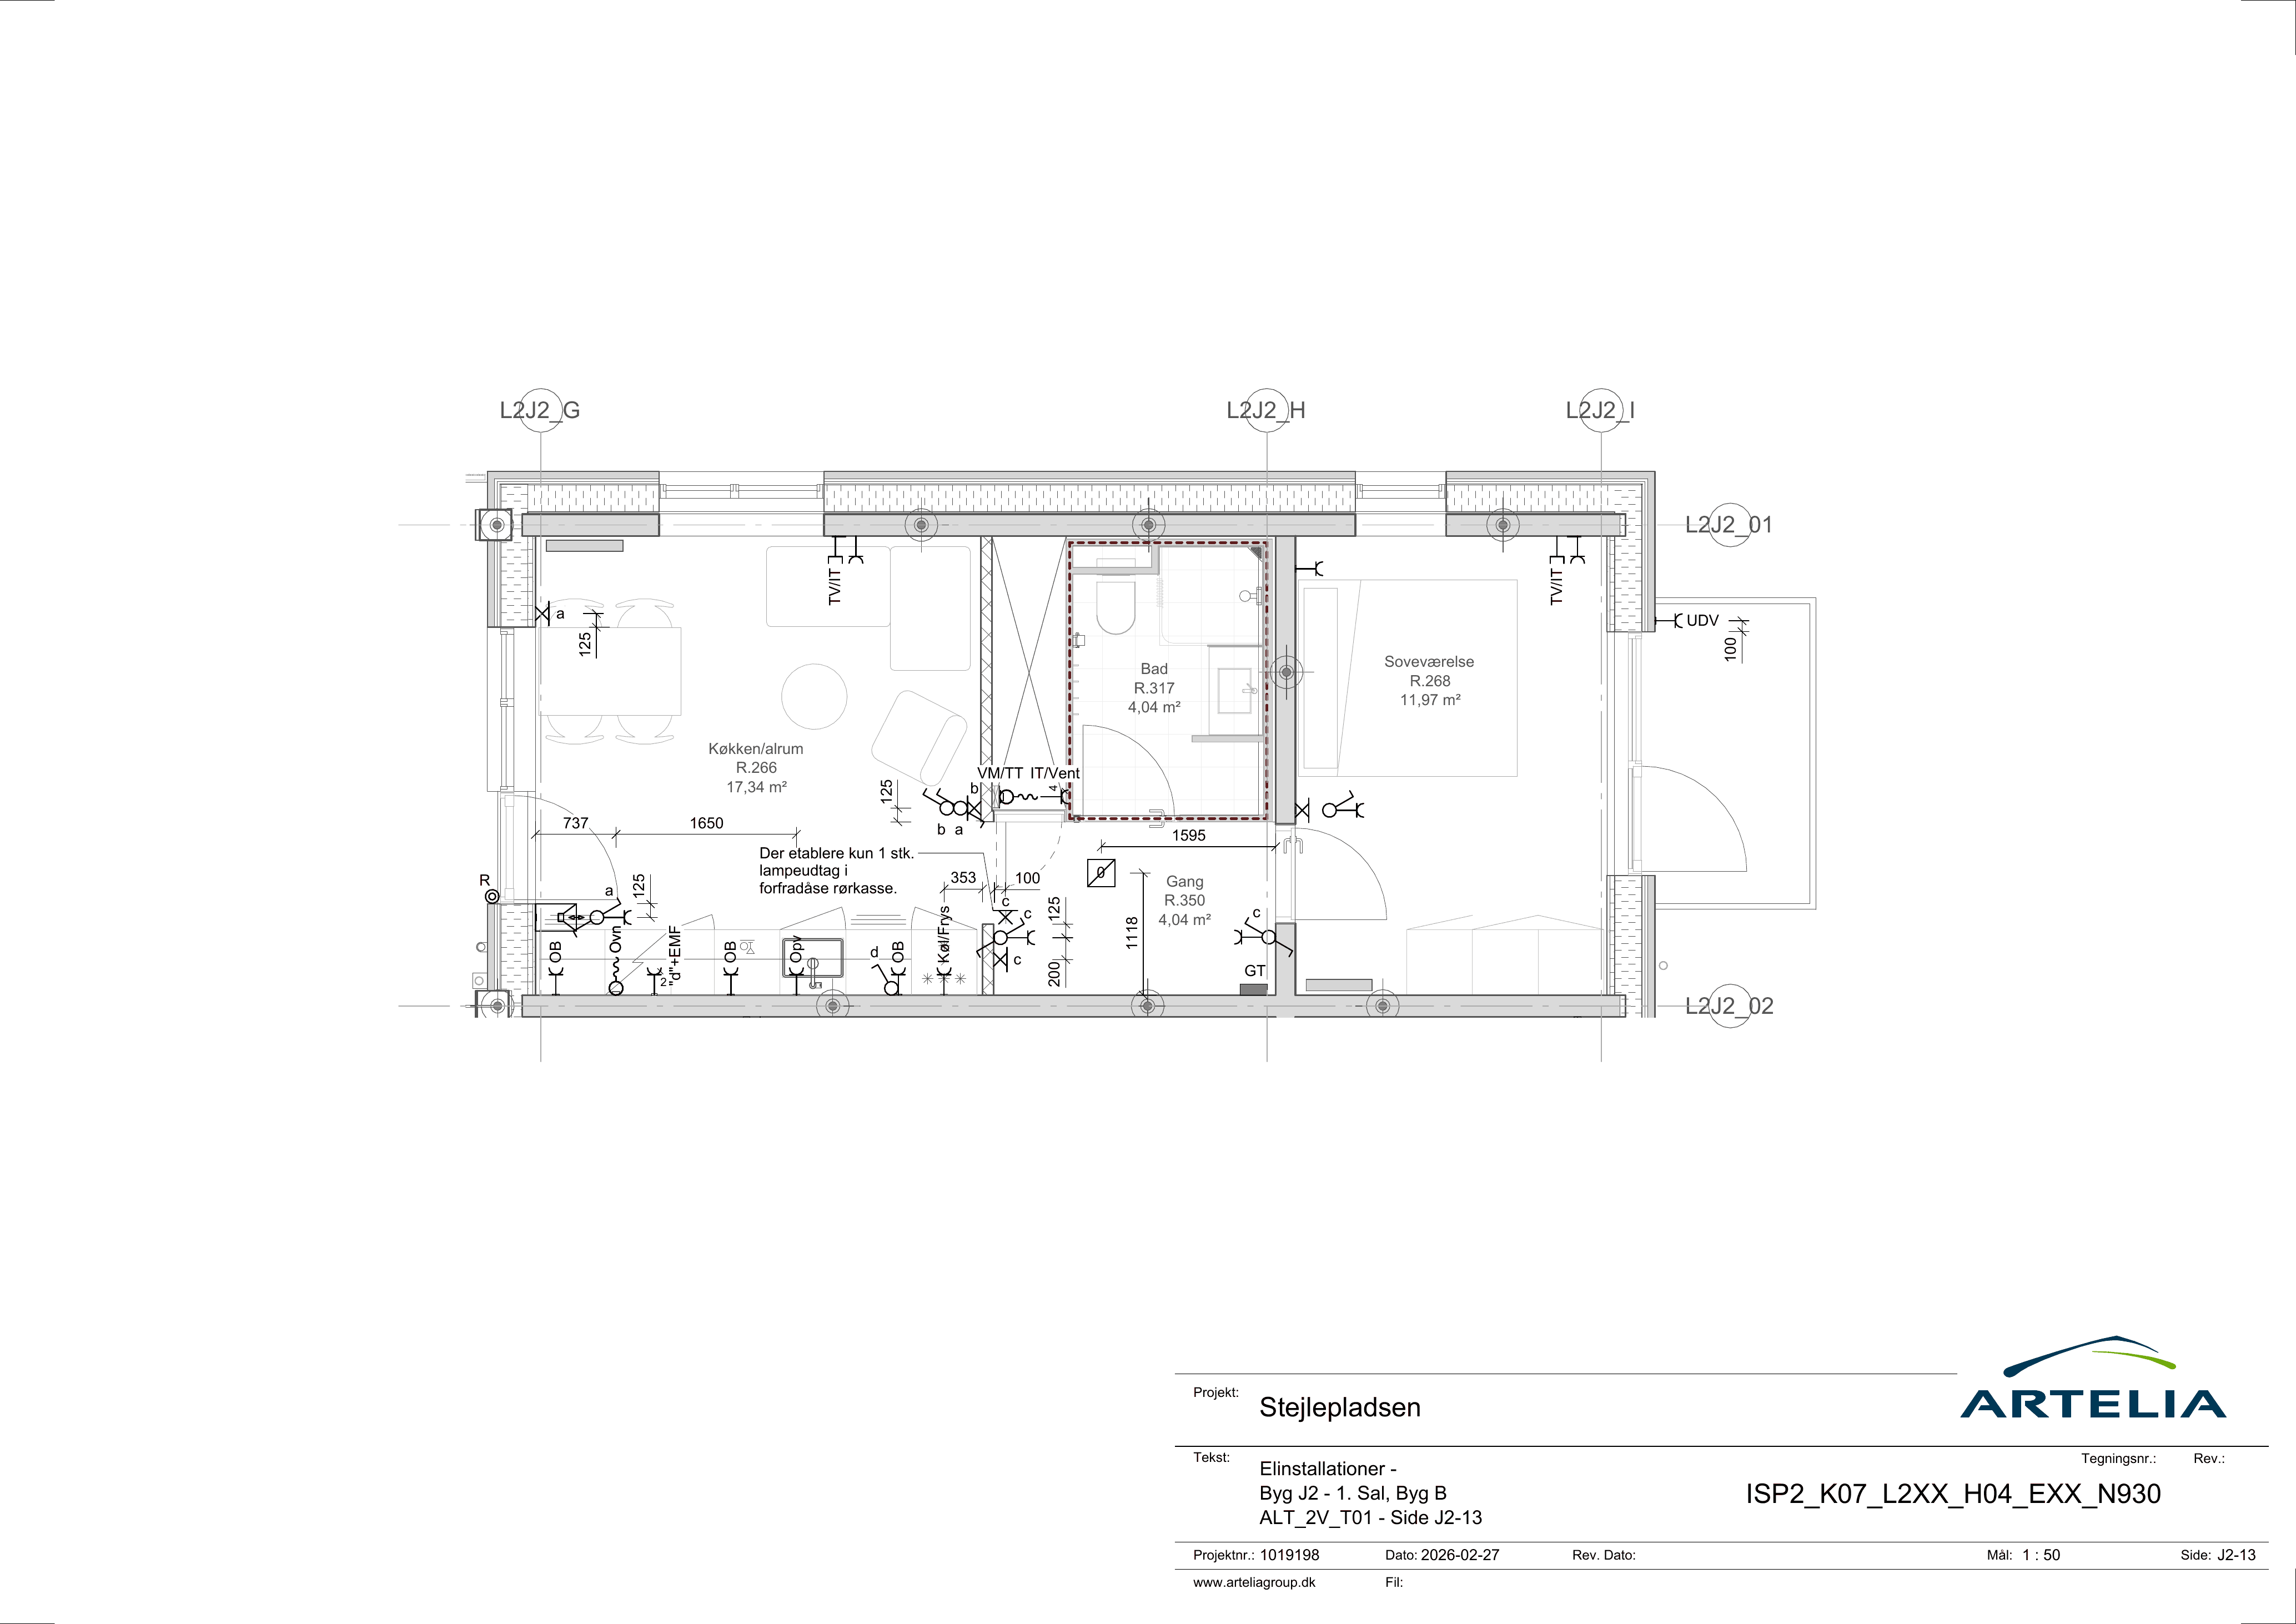 L2J2_G
L2J2_H
L2J2_I
L2J2_01
TV/IT
TV/IT
a
125
UDV
100
Bad
R.317
4,04 m²
Soveværelse
R.268
11,97 m²
Køkken/alrum
R.266
17,34 m²
VM/TT
IT/Vent
4
125
b
b a
737
1650
1595
Der etablere kun 1 stk.
lampeudtag i
forfradåse rørkasse.
353
100
0
Gang
R.350
4,04 m²
R
a
125
c
c
c
125
200
1118
c
GT
OB
Ovn
2
"d"+EMF
OB
Opv
d
OB
Køl/Frys
L2J2_02
Projekt:
Stejlepladsen
ARTELIA
Tekst:
Elinstallationer -
Byg J2 - 1. Sal, Byg B
ALT_2V_T01 - Side J2-13
Tegningsnr.:
Rev.:
ISP2_K07_L2XX_H04_EXX_N930
Projektnr.: 1019198
Dato: 2026-02-27
Rev. Dato:
Mål: 1 : 50
Side: J2-13
www.arteliagroup.dk
Fil: